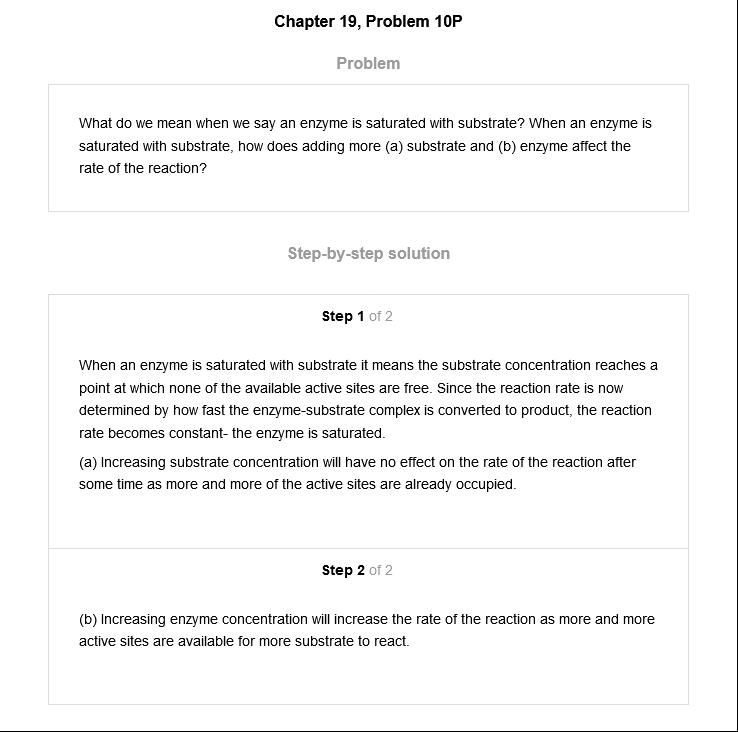 Chapter 19, Problem 10P
Problem
What do we mean when we say an enzyme is saturated with substrate? When an enzyme is
saturated with substrate, how does adding more (a) substrate and (b) enzyme affect the
rate of the reaction?
Step-by-step solution
Step 1 of 2
When an enzyme is saturated with substrate it means the substrate concentration reaches a
point at which none of the available active sites are free. Since the reaction rate is now
determined by how fast the enzyme-substrate complex is converted to product, the reaction
rate becomes constant- the enzyme is saturated.
(a) Increasing substrate concentration will have no effect on the rate of the reaction after
some time as more and more of the active sites are already occupied.
Step 2 of 2
(b) Increasing enzyme concentration will increase the rate of the reaction as more and more
active sites are available for more substrate to react.